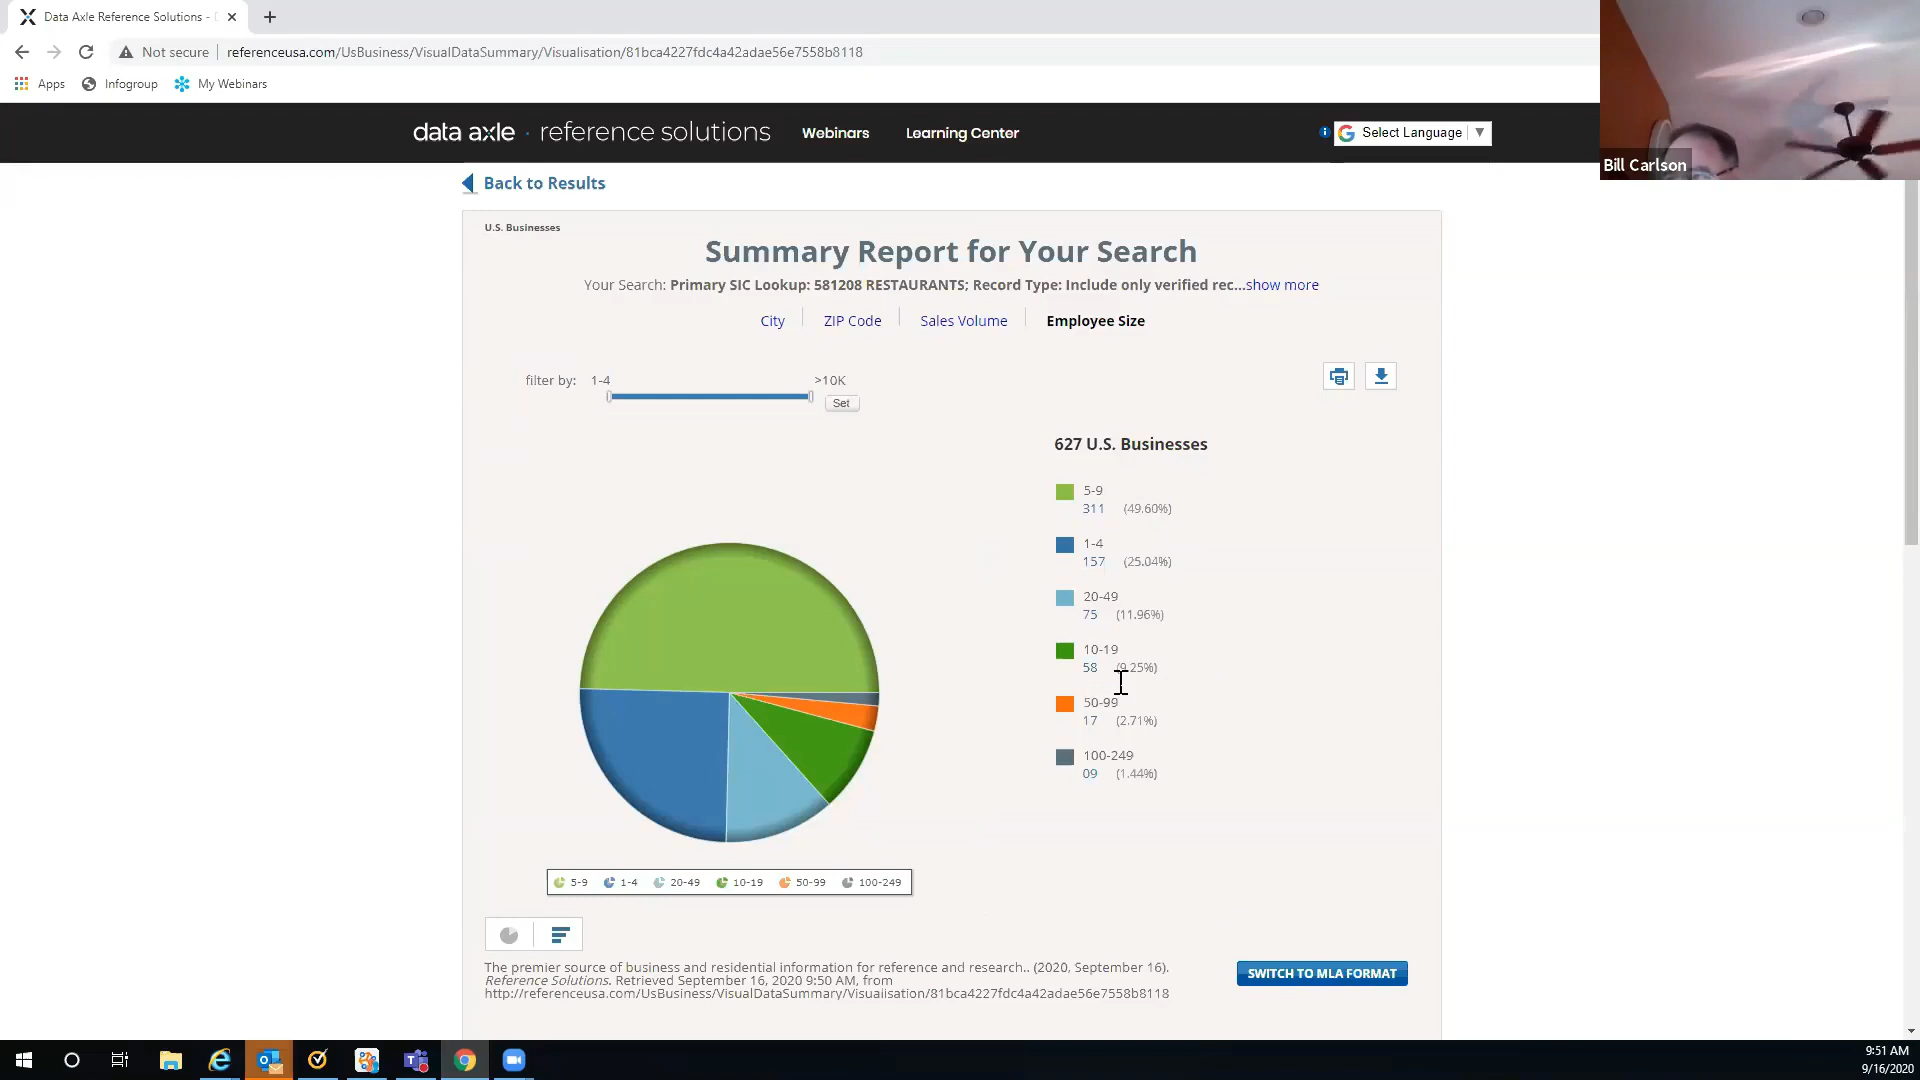 Data Axle Reference Solutions -
Not secure
referenceusa.com/UsBusiness/VisualDataSummary/Visualisation/81bca4227fdc4a42adae56e7558b8118
Apps
Infogroup
My Webinars
Bill Carlson
data axle · reference solutions
Webinars
Learning Center
Select Language
Back to Results
U.S. Businesses
Summary Report for Your Search
Your Search: Primary SIC Lookup: 581208 RESTAURANTS; Record Type: Include only verified rec...show more
City
ZIP Code
Sales Volume
Employee Size
filter by:
1-4
>10K
Set
627 U.S. Businesses
5-9
311 (49.60%)
1-4
157 (25.04%)
20-49
75 (11.96%)
10-19
58 (9.25%)
50-99
17 (2.71%)
100-249
09 (1.44%)
5-9 1-4 20-49 10-19 50-99 100-249
The premier source of business and residential information for reference and research.. (2020, September 16).
Reference Solutions. Retrieved September 16, 2020 9:50 AM, from
http://referenceusa.com/UsBusiness/VisualDataSummary/Visualisation/81bca4227fdc4a42adae56e7558b8118
SWITCH TO MLA FORMAT
9:51 AM
9/16/2020